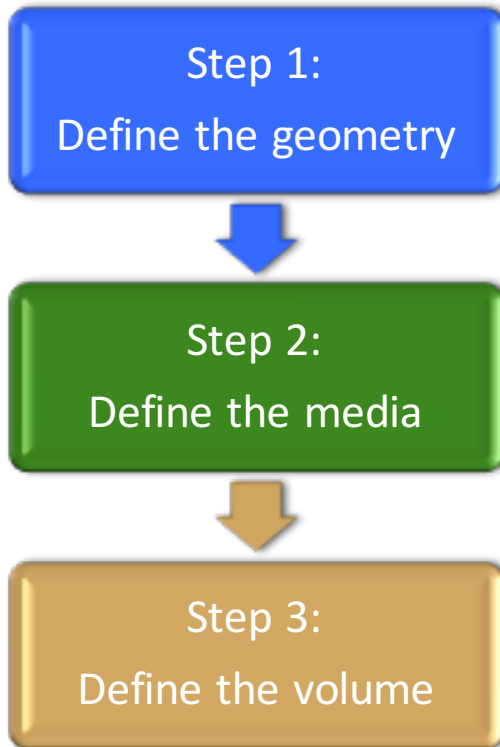 Step 1:
Define the geometry
Step 2:
Define the media
Step 3:
Define the volume